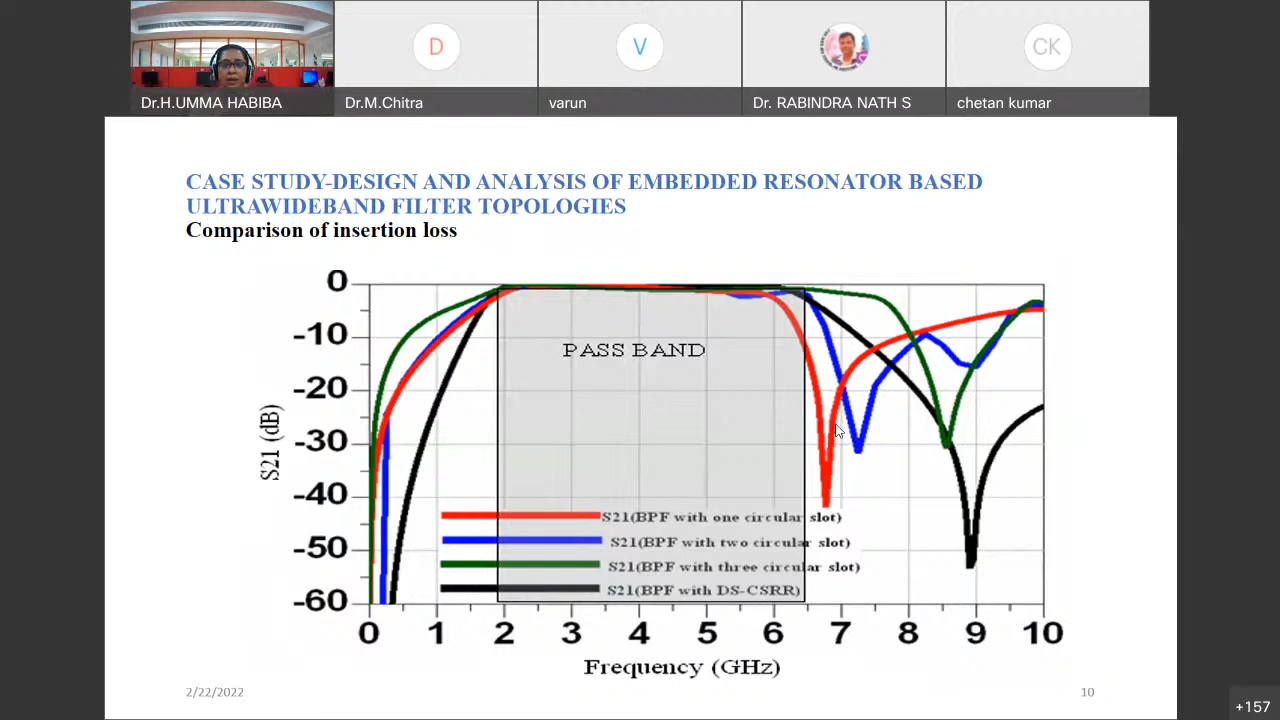 D
V
CK
Dr.H.UMMA HABIBA
Dr.M.Chitra
varun
Dr. RABINDRA NATH S
chetan kumar
CASE STUDY-DESIGN AND ANALYSIS OF EMBEDDED RESONATOR BASED
ULTRAWIDEBAND FILTER TOPOLOGIES
Comparison of insertion loss
0
-10
-20
-30
-40
-50
-60
S21 (dB)
PASS BAND
S21(BPF with one circular slot)
S21(BPF with two circular slot)
S21(BPF with three circular slot)
S21(BPF with DS-CSRR)
0 1 2 3 4 5 6 7 8 9 10
Frequency (GHz)
2/22/2022
10
+157